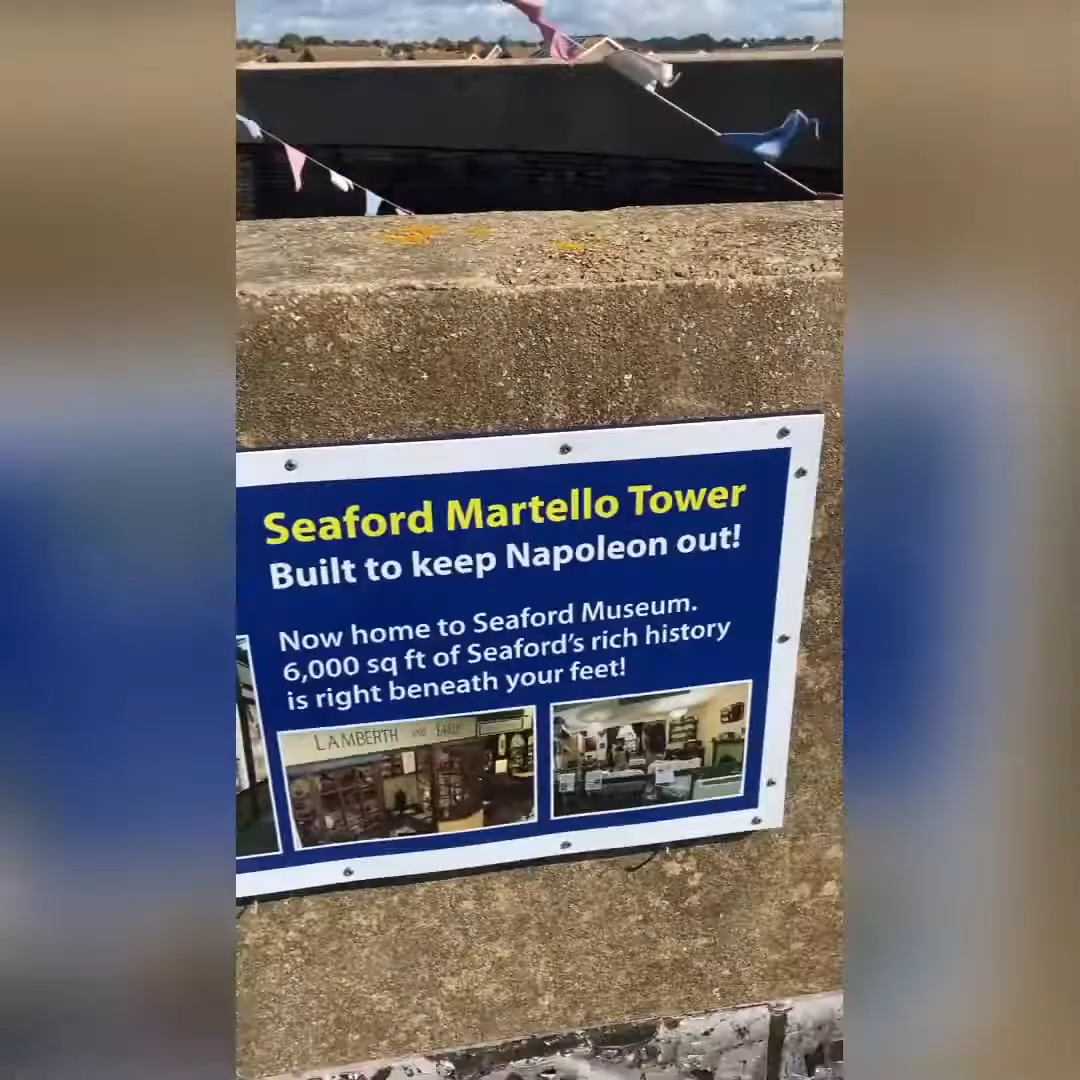 Seaford Martello Tower
Built to keep Napoleon out!
Now home to Seaford Museum.
6,000 sq ft of Seaford's rich history
is right beneath your feet!
LAMBERTH